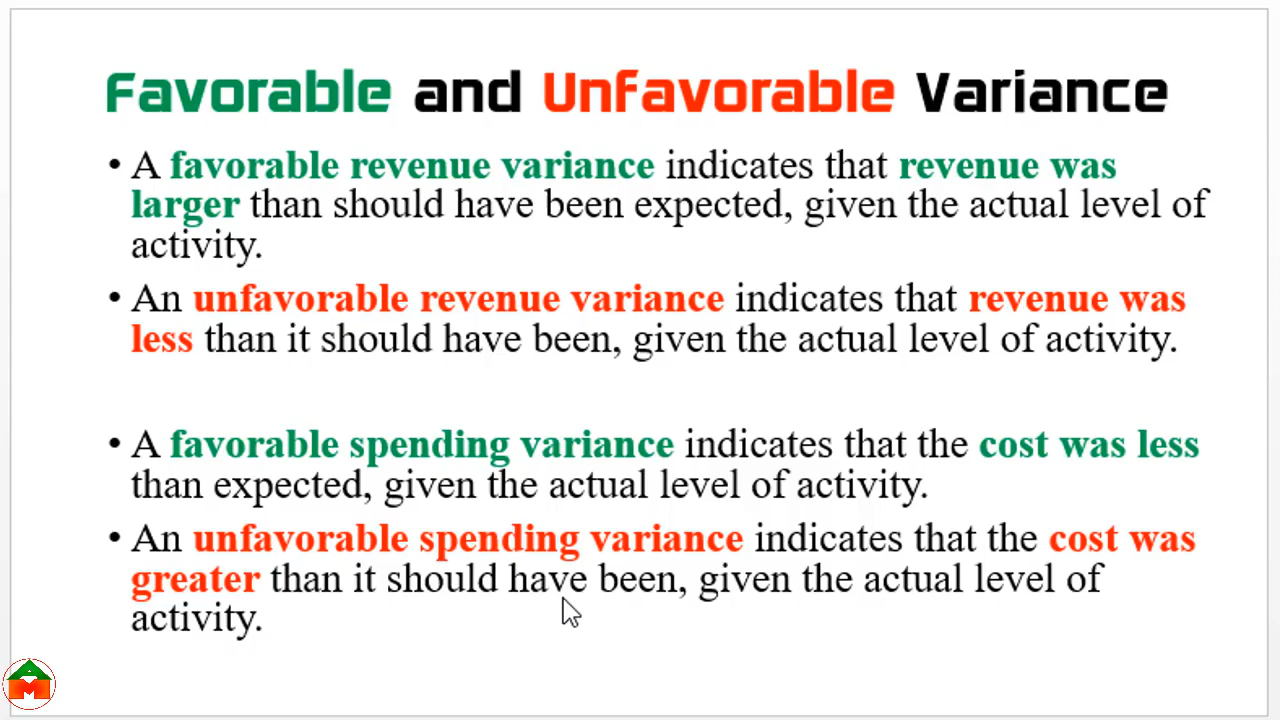 Favorable and Unfavorable Variance
• A favorable revenue variance indicates that revenue was
larger than should have been expected, given the actual level of
activity.
• An unfavorable revenue variance indicates that revenue was
less than it should have been, given the actual level of activity.
• A favorable spending variance indicates that the cost was less
than expected, given the actual level of activity.
• An unfavorable spending variance indicates that the cost was
greater than it should have been, given the actual level of
activity.
A
M